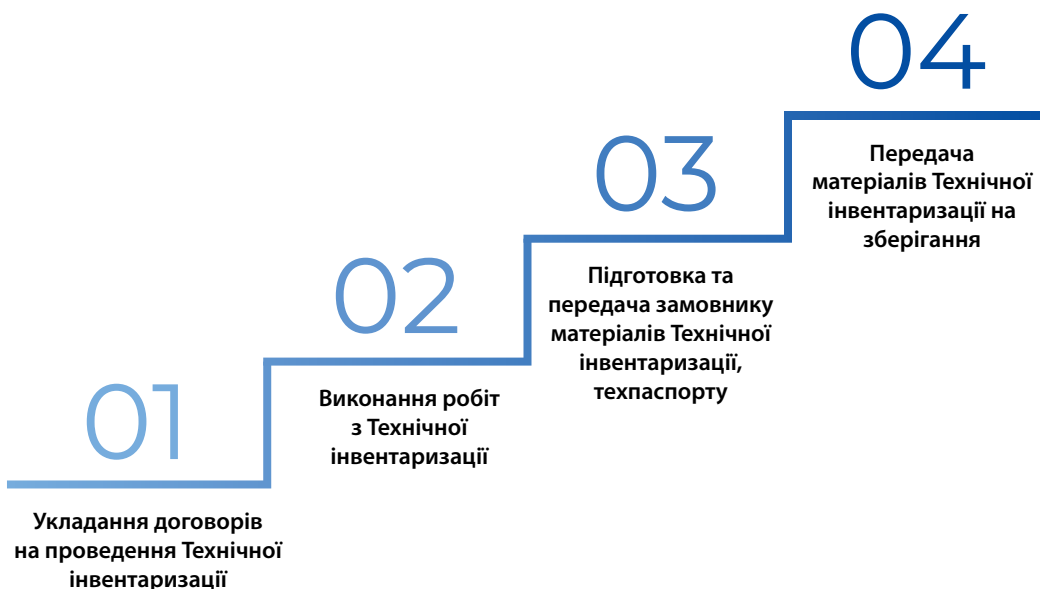 01
Укладання договорів
на проведення Технічної
інвентаризації
02
Виконання робіт
з Технічної
інвентаризації
03
Підготовка та
передача замовнику
матеріалів Технічної
інвентаризації,
техпаспорту
04
Передача
матеріалів Технічної
інвентаризації на
зберігання